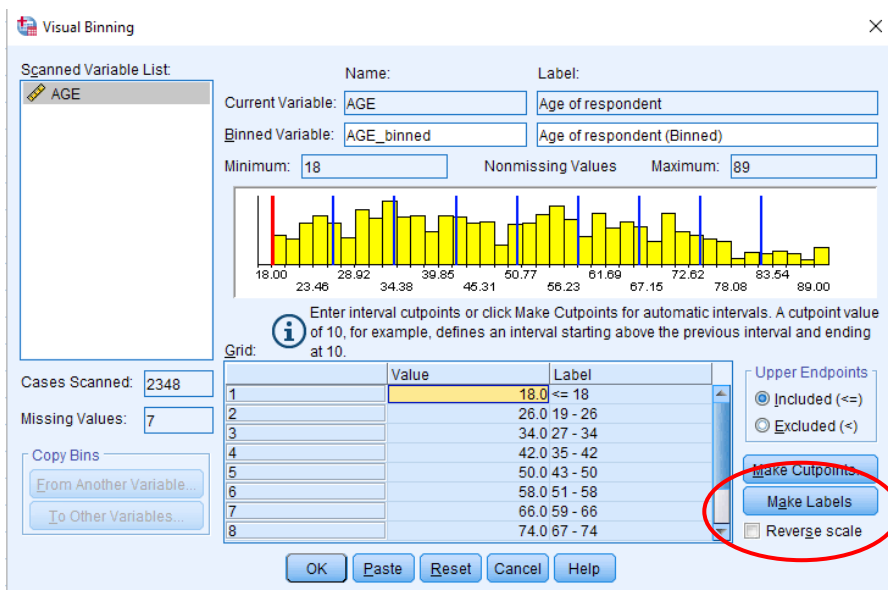 Visual Binning
Scanned Variable List:
AGE
Name:
Label:
Current Variable:
AGE
Age of respondent
Binned Variable:
AGE_binned
Age of respondent (Binned)
Minimum:
18
Nonmissing Values
Maximum:
89
18.00 28.92 39.85 50.77 61.69 72.62 83.54
23.46 34.38 45.31 56.23 67.15 78.08 89.00
Enter interval cutpoints or click Make Cutpoints for automatic intervals. A cutpoint value
of 10, for example, defines an interval starting above the previous interval and ending
at 10.
Grid:
Value Label
1 18.0 <= 18
2 26.0 19 - 26
3 34.0 27 - 34
4 42.0 35 - 42
5 50.0 43 - 50
6 58.0 51 - 58
7 66.0 59 - 66
8 74.0 67 - 74
Cases Scanned:
2348
Missing Values:
7
Copy Bins
From Another Variable...
To Other Variables...
Upper Endpoints
Included (<=)
Excluded (<)
Make Cutpoints...
Make Labels
Reverse scale
OK
Paste
Reset
Cancel
Help